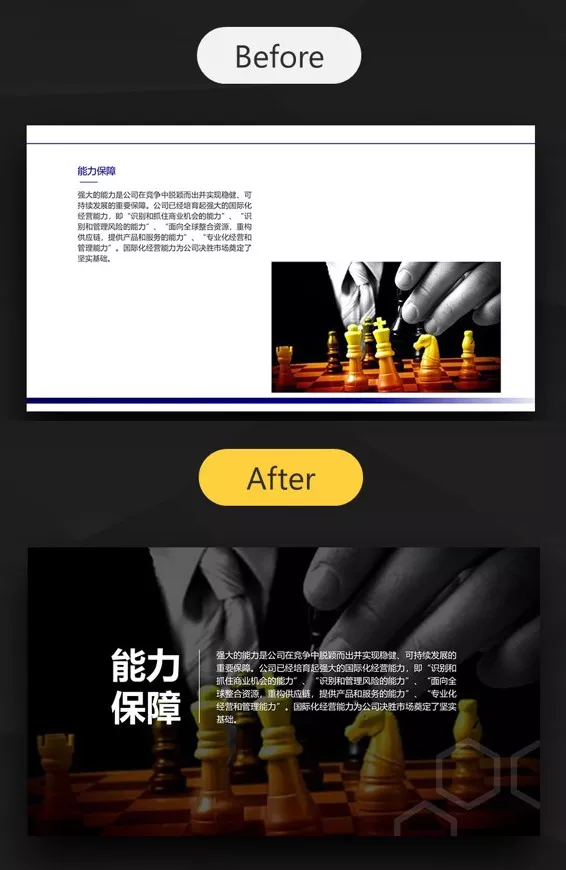 Before
能力保障
强大的能力是公司在竞争中脱颖而出并实现稳健、可
持续发展的重要保障。公司已经培育起强大的国际化
经营能力，即“识别和抓住商业机会的能力”、“识
别和管理风险的能力”、“面向全球整合资源，重构
供应链，提供产品和服务的能力”、“专业化经营和
管理能力”。国际化经营能力为公司决胜市场奠定了
坚实基础。
After
能力
保障
强大的能力是公司在竞争中脱颖而出并实现稳健、可持续发展的
重要保障。公司已经培育起强大的国际化经营能力，即“识别和
抓住商业机会的能力”、“识别和管理风险的能力”、“面向全
球整合资源，重构供应链，提供产品和服务的能力”、“专业化
经营和管理能力”。国际化经营能力为公司决胜市场奠定了坚实
基础。